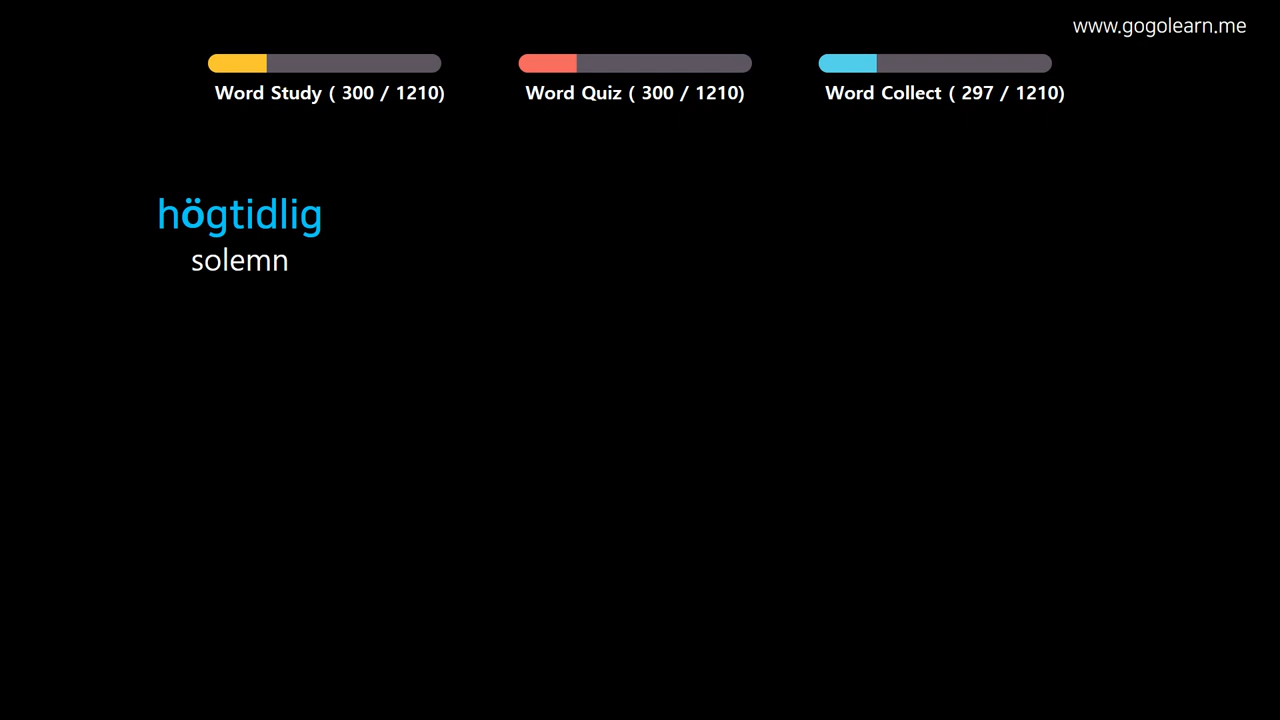 www.gogolearn.me
Word Study ( 300 / 1210)
Word Quiz ( 300 / 1210)
Word Collect ( 297 / 1210)
högtidlig
solemn